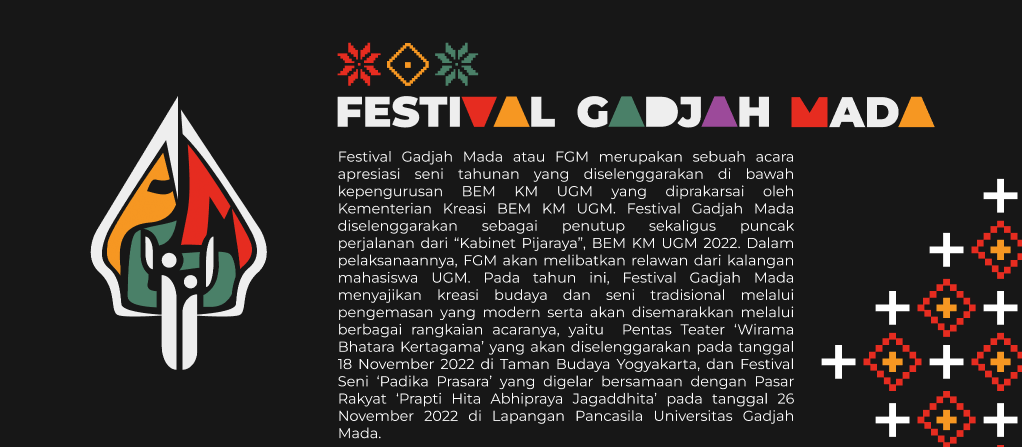 FESTIVAL GADJAH MADA
Festival Gadjah Mada atau FGM merupakan sebuah acara
apresiasi seni tahunan yang diselenggarakan di bawah
kepengurusan BEM KM UGM yang diprakarsai oleh
Kementerian Kreasi BEM KM UGM. Festival Gadjah Mada
diselenggarakan sebagai penutup sekaligus puncak
perjalanan dari “Kabinet Pijaraya”, BEM KM UGM 2022. Dalam
pelaksanaannya, FGM akan melibatkan relawan dari kalangan
mahasiswa UGM. Pada tahun ini, Festival Gadjah Mada
menyajikan kreasi budaya dan seni tradisional melalui
pengemasan yang modern serta akan disemarakkan melalui
berbagai rangkaian acaranya, yaitu Pentas Teater ‘Wirama
Bhatara Kertagama’ yang akan diselenggarakan pada tanggal
18 November 2022 di Taman Budaya Yogyakarta, dan Festival
Seni ‘Padika Prasara’ yang digelar bersamaan dengan Pasar
Rakyat ‘Prapti Hita Abhipraya Jagaddhita’ pada tanggal 26
November 2022 di Lapangan Pancasila Universitas Gadjah
Mada.